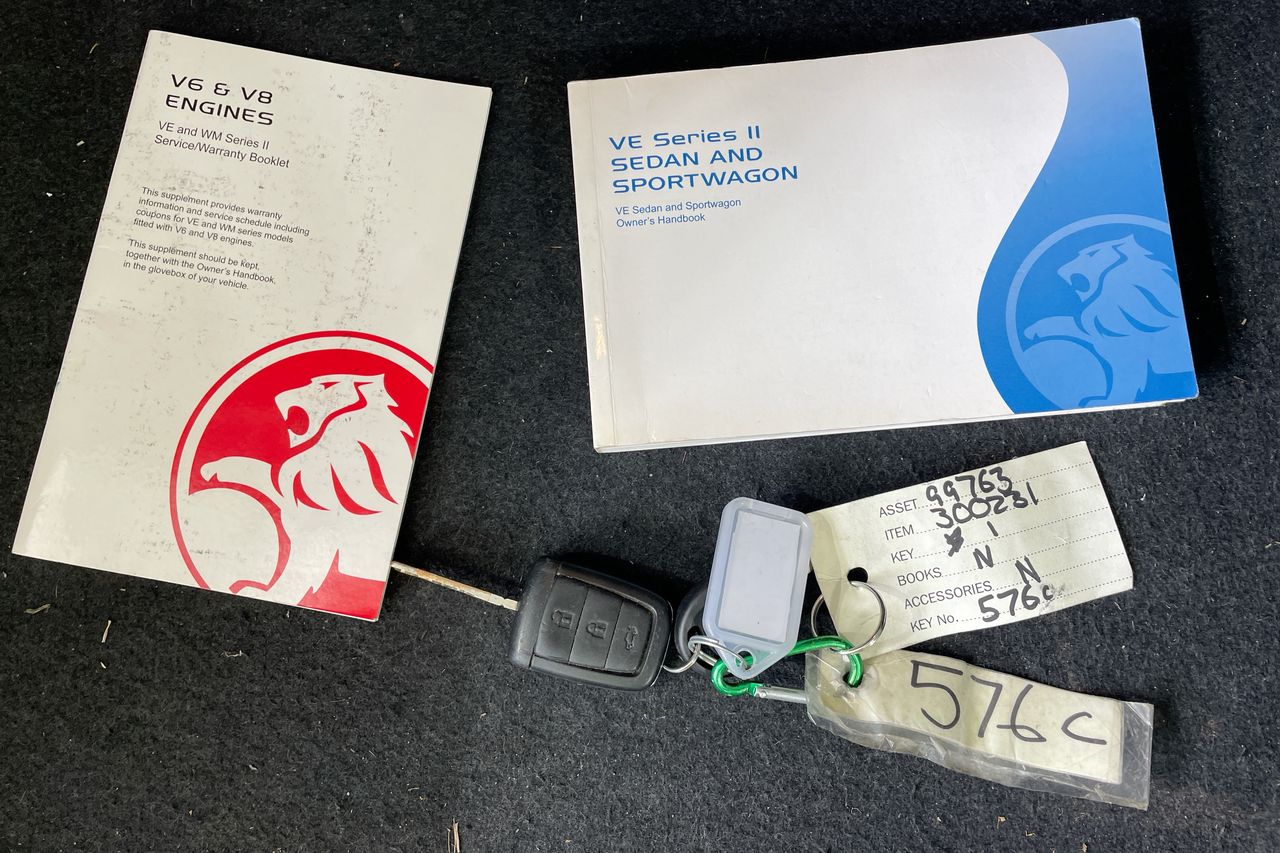 V6 & V8
ENGINES
VE and WM Series II
Service/Warranty Booklet
This supplement provides warranty
information and service schedule including
coupons for VE and WM series models
fitted with V6 and V8 engines.
This supplement should be kept,
together with the Owner's Handbook,
in the glovebox of your vehicle.
VE Series II
SEDAN AND
SPORTWAGON
VE Sedan and Sportwagon
Owner's Handbook
ASSET 99763
ITEM 300231
KEY 1
BOOKS N
ACCESSORIES N
KEY No. 576c
576c